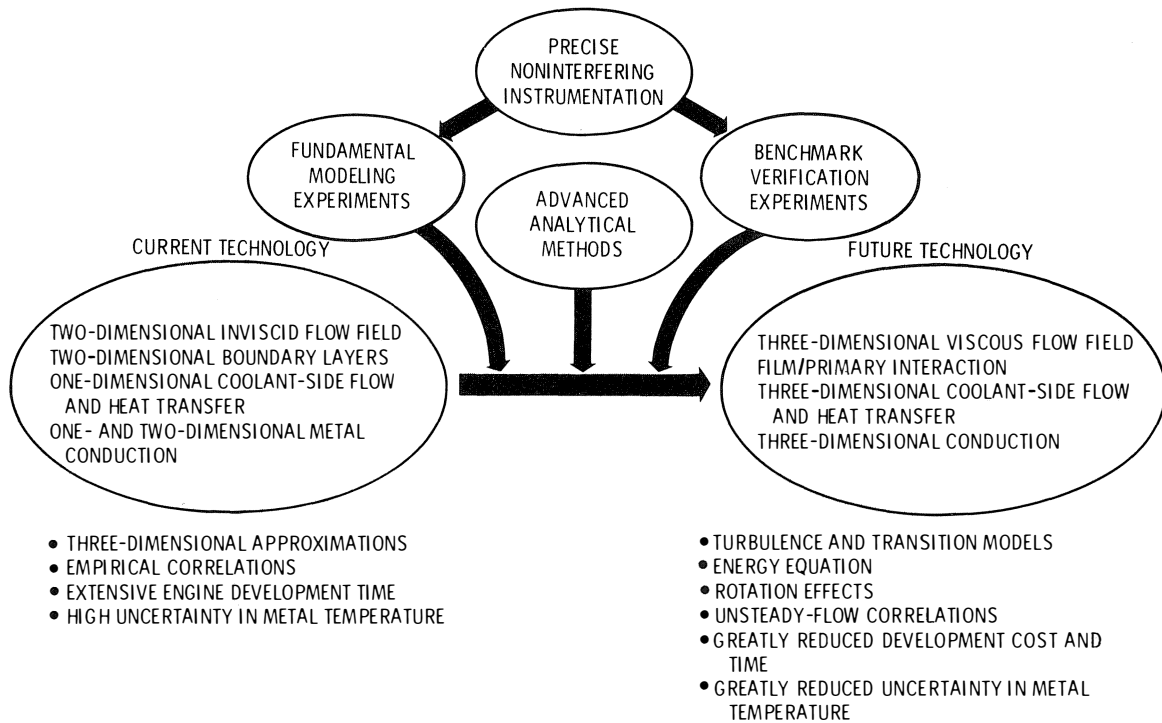 PRECISE
NONINTERFERING
INSTRUMENTATION
FUNDAMENTAL
MODELING
EXPERIMENTS
BENCHMARK
VERIFICATION
EXPERIMENTS
ADVANCED
ANALYTICAL
METHODS
CURRENT TECHNOLOGY
TWO-DIMENSIONAL INVISCID FLOW FIELD
TWO-DIMENSIONAL BOUNDARY LAYERS
ONE-DIMENSIONAL COOLANT-SIDE FLOW
AND HEAT TRANSFER
ONE- AND TWO-DIMENSIONAL METAL
CONDUCTION
• THREE-DIMENSIONAL APPROXIMATIONS
• EMPIRICAL CORRELATIONS
• EXTENSIVE ENGINE DEVELOPMENT TIME
• HIGH UNCERTAINTY IN METAL TEMPERATURE
FUTURE TECHNOLOGY
THREE-DIMENSIONAL VISCOUS FLOW FIELD
FILM/PRIMARY INTERACTION
THREE-DIMENSIONAL COOLANT-SIDE FLOW
AND HEAT TRANSFER
THREE-DIMENSIONAL CONDUCTION
• TURBULENCE AND TRANSITION MODELS
• ENERGY EQUATION
• ROTATION EFFECTS
• UNSTEADY-FLOW CORRELATIONS
• GREATLY REDUCED DEVELOPMENT COST AND
TIME
• GREATLY REDUCED UNCERTAINTY IN METAL
TEMPERATURE